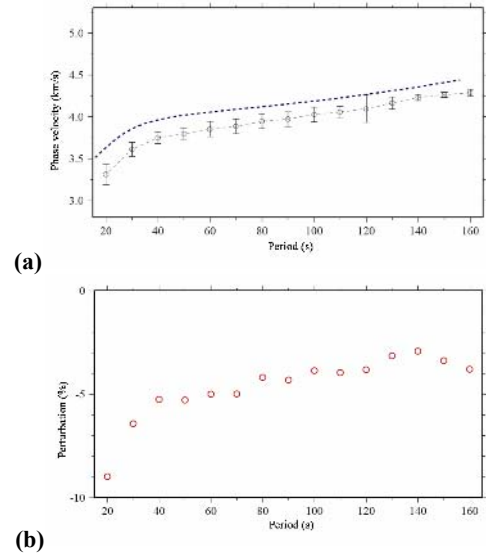 5.0
4.5
4.0
3.5
3.0
Phase velocity (km/s)
20 40 60 80 100 120 140 160
Period (s)
(a)
0
-5
-10
Perturbation (%)
20 40 60 80 100 120 140 160
Period (s)
(b)